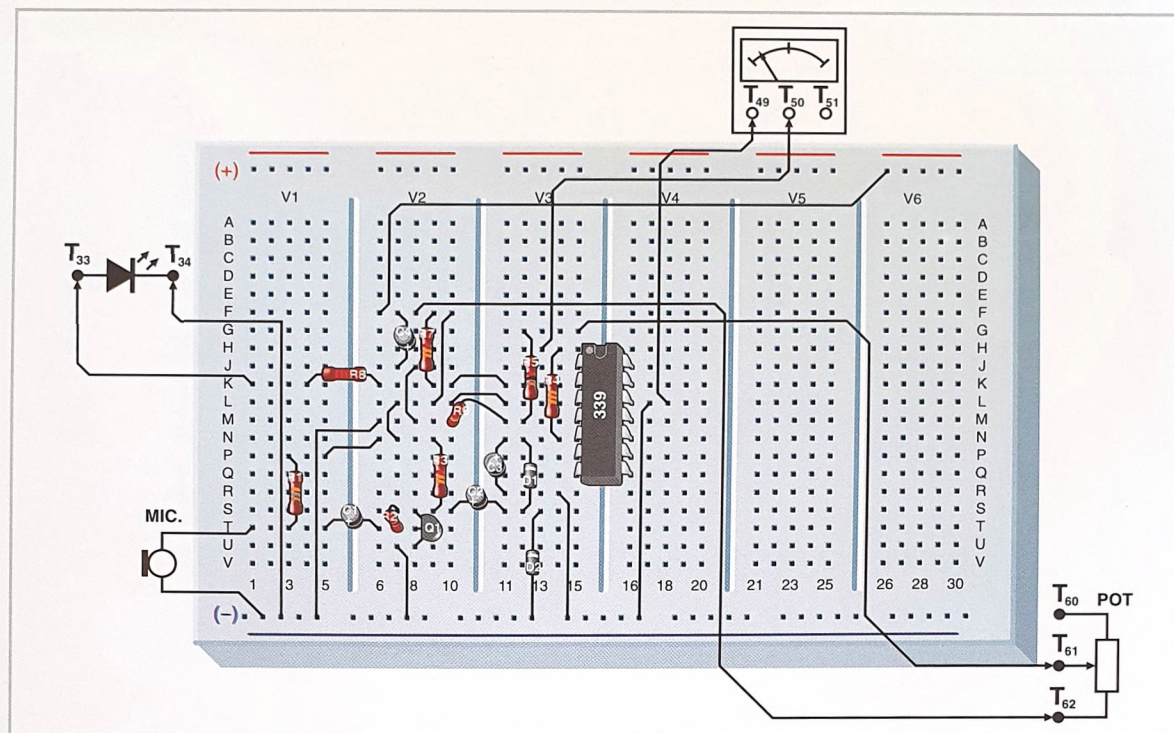 T49 T50 T51
(+)
V1 V2 V3 V4 V5 V6
A A
B B
C C
D D
E E
F F
G G
H H
J J
K K
L L
M M
N N
P P
Q Q
R R
S S
T T
U U
V V
T33 T34
R8
339
MIC.
Q1
D2
1 3 5 6 8 10 11 13 15 16 18 20 21 23 25 26 28 30
(−)
T60 POT
T61
T62